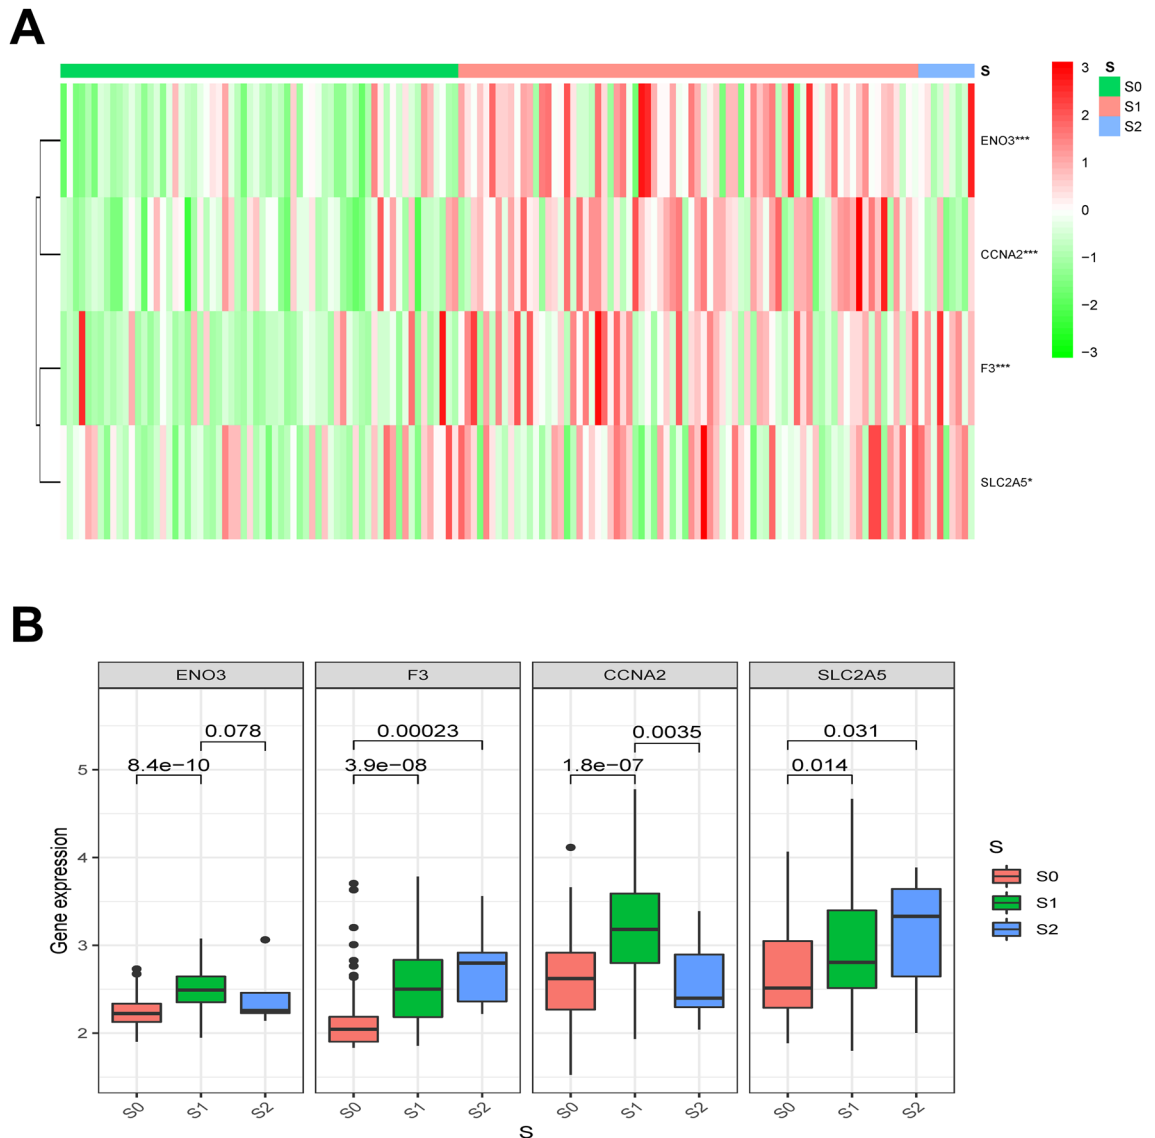 A
S
ENO3***
CCNA2***
F3***
SLC2A5*
3
2
1
0
−1
−2
−3
S
S0
S1
S2
B
ENO3 F3 CCNA2 SLC2A5
0.078 0.00023 0.0035 0.031
8.4e−10 3.9e−08 1.8e−07 0.014
5
4
3
2
Gene expression
S0 S1 S2 S0 S1 S2 S0 S1 S2 S0 S1 S2
S
S
S0
S1
S2